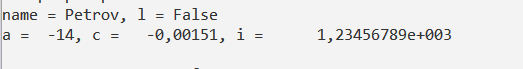 name = Petrov, l = False
a =  -14, c =   -0,00151, i =      1,23456789e+003